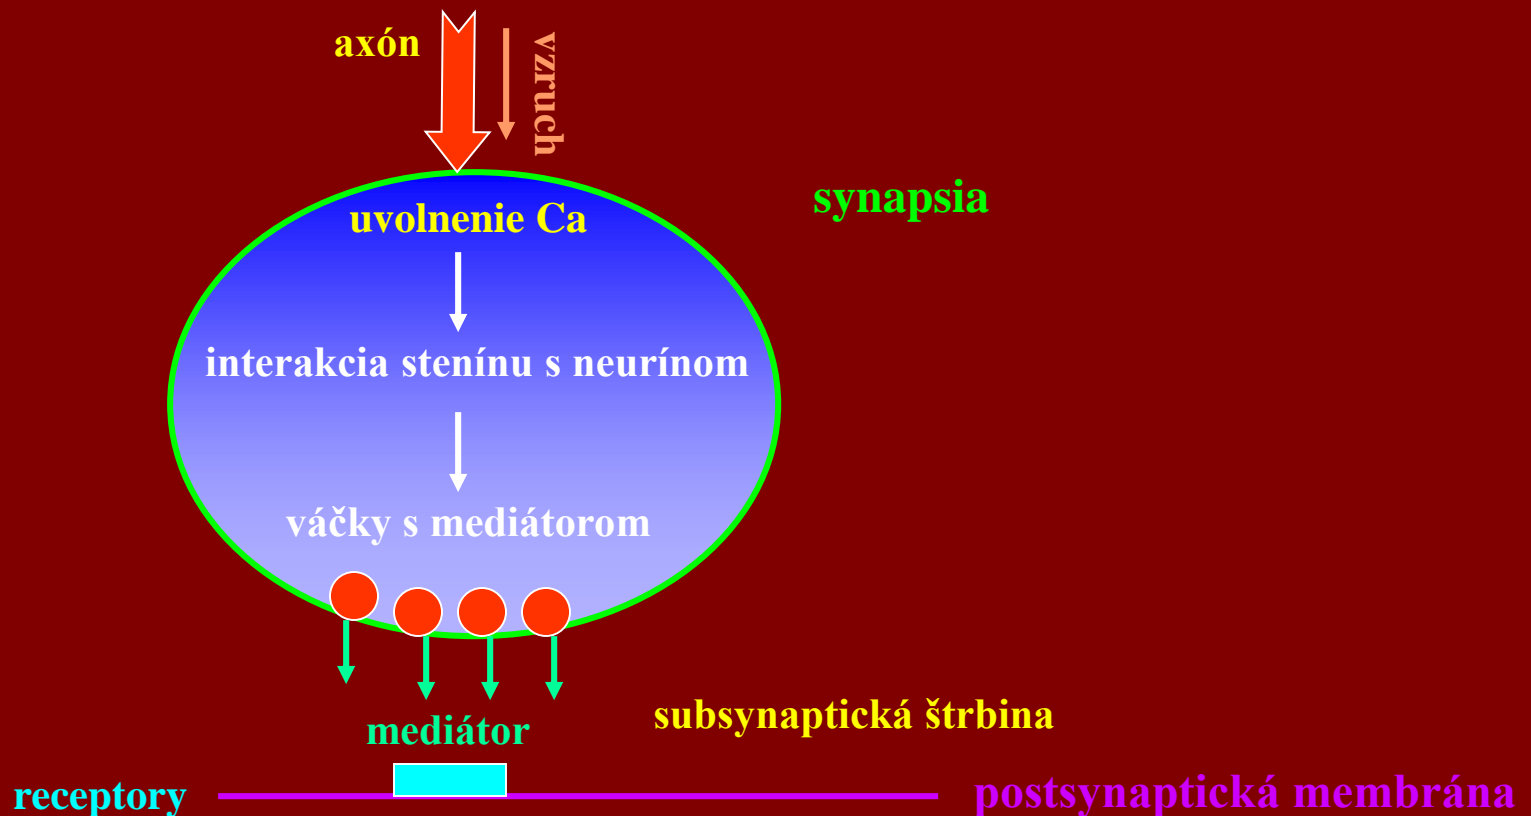 axón
vzruch
synapsia
uvolnenie Ca
interakcia stenínu s neurínom
váčky s mediátorom
subsynaptická štrbina
mediátor
receptory
postsynaptická membrána